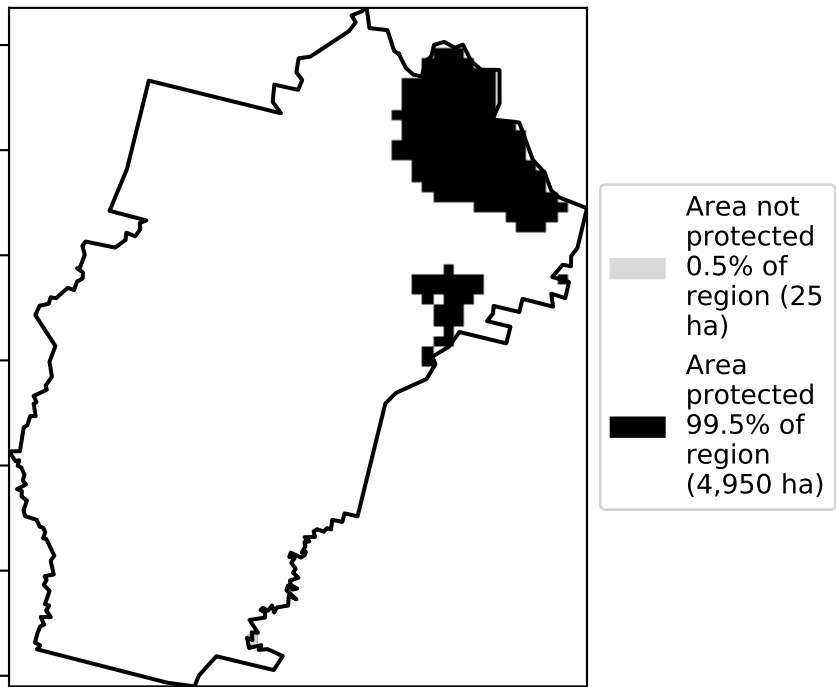 Area not
protected
0.5% of
region (25
ha)
Area
protected
99.5% of
region
(4,950 ha)